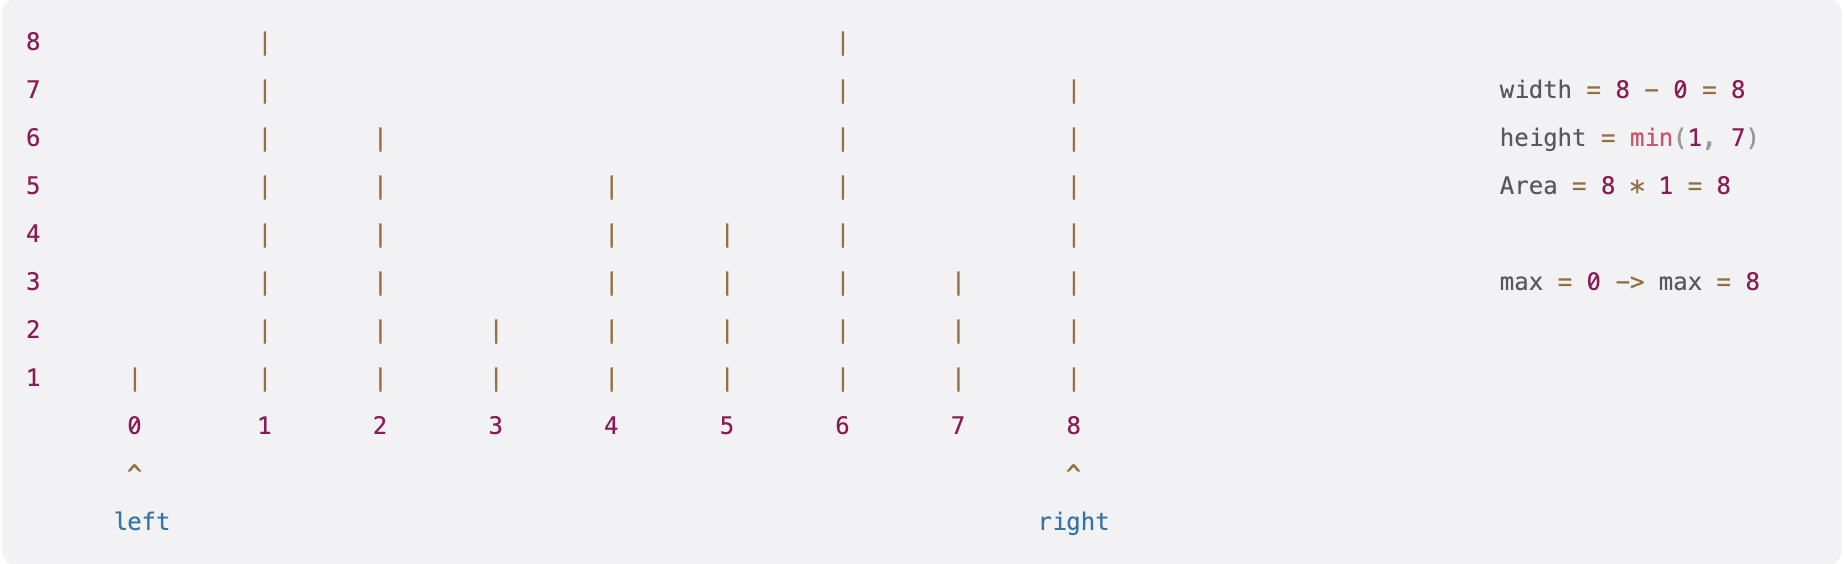 8 | |
7 | | | width = 8 - 0 = 8
6 | | | | height = min(1, 7)
5 | | | | | Area = 8 * 1 = 8
4 | | | | | |
3 | | | | | | | max = 0 -> max = 8
2 | | | | | | | |
1 | | | | | | | | |
0 1 2 3 4 5 6 7 8
^ ^
left right